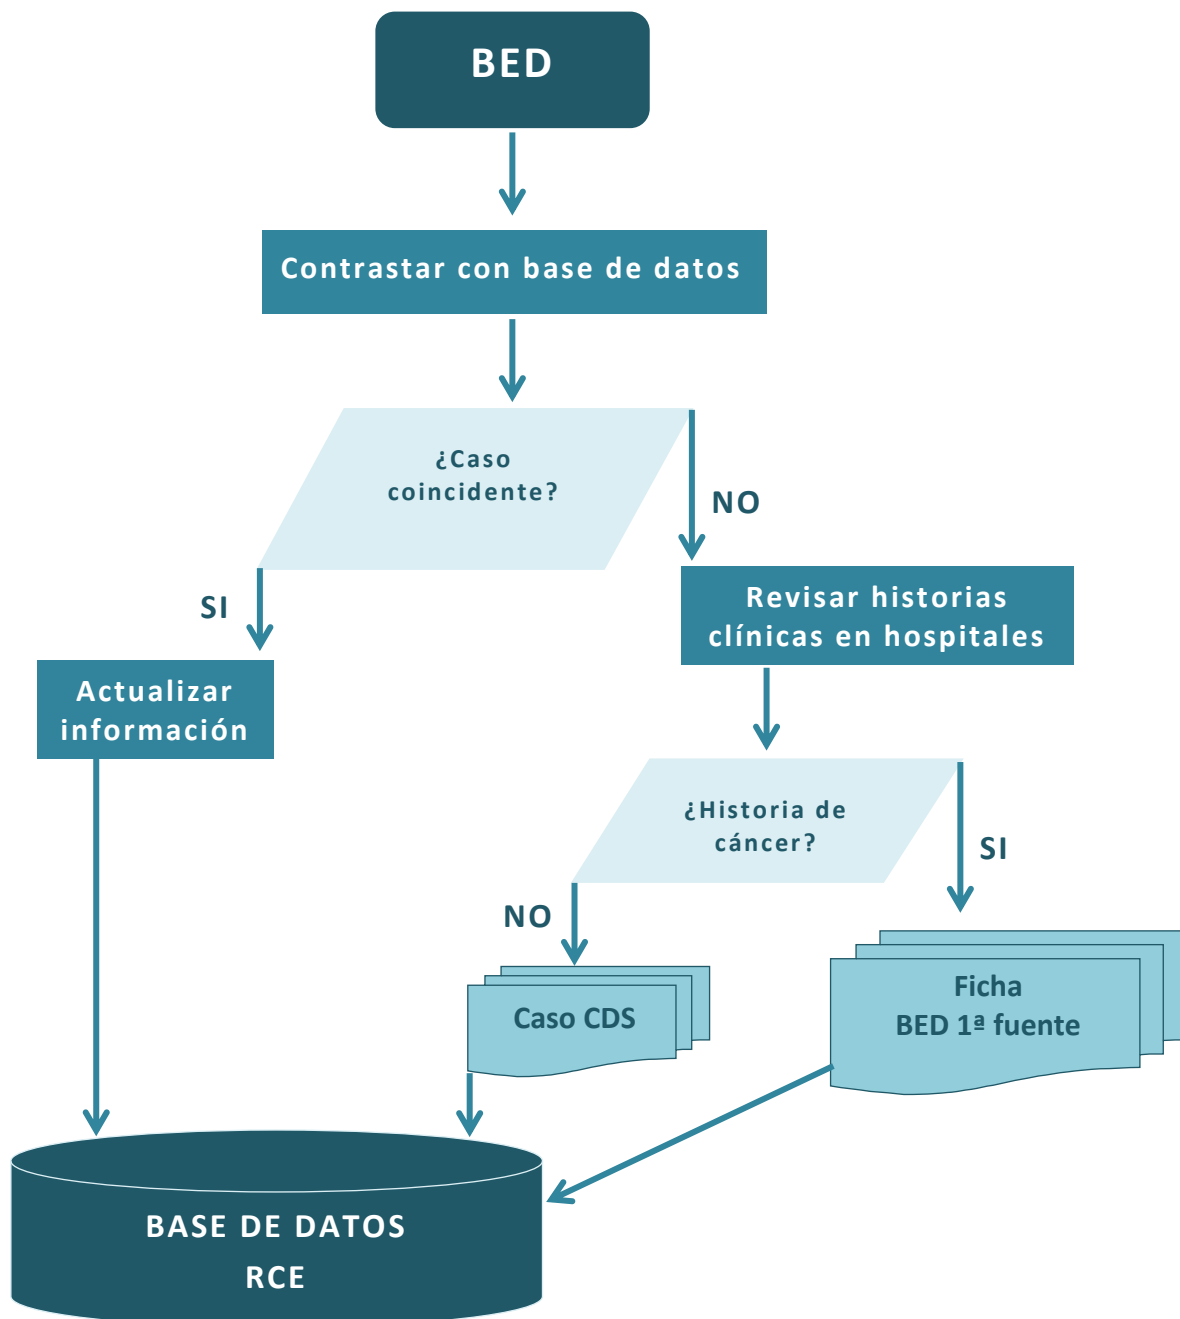 BED
Contrastar con base de datos
¿Caso
coincidente?
NO
SI
Revisar historias
clínicas en hospitales
Actualizar
información
¿Historia de
cáncer?
SI
NO
Ficha
BED 1ª fuente
Caso CDS
BASE DE DATOS
RCE